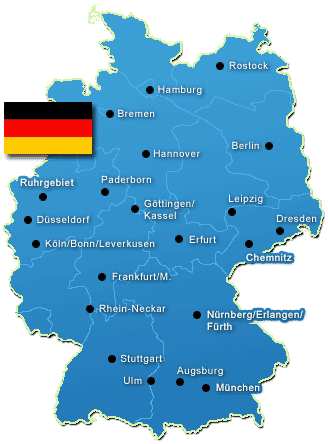 Rostock
Hamburg
Bremen
Berlin
Hannover
Paderborn
Ruhrgebiet
Göttingen/
Kassel
Leipzig
Düsseldorf
Dresden
Köln/Bonn/Leverkusen
Erfurt
Chemnitz
Frankfurt/M.
Rhein-Neckar
Nürnberg/Erlangen/
Fürth
Stuttgart
Augsburg
Ulm
München